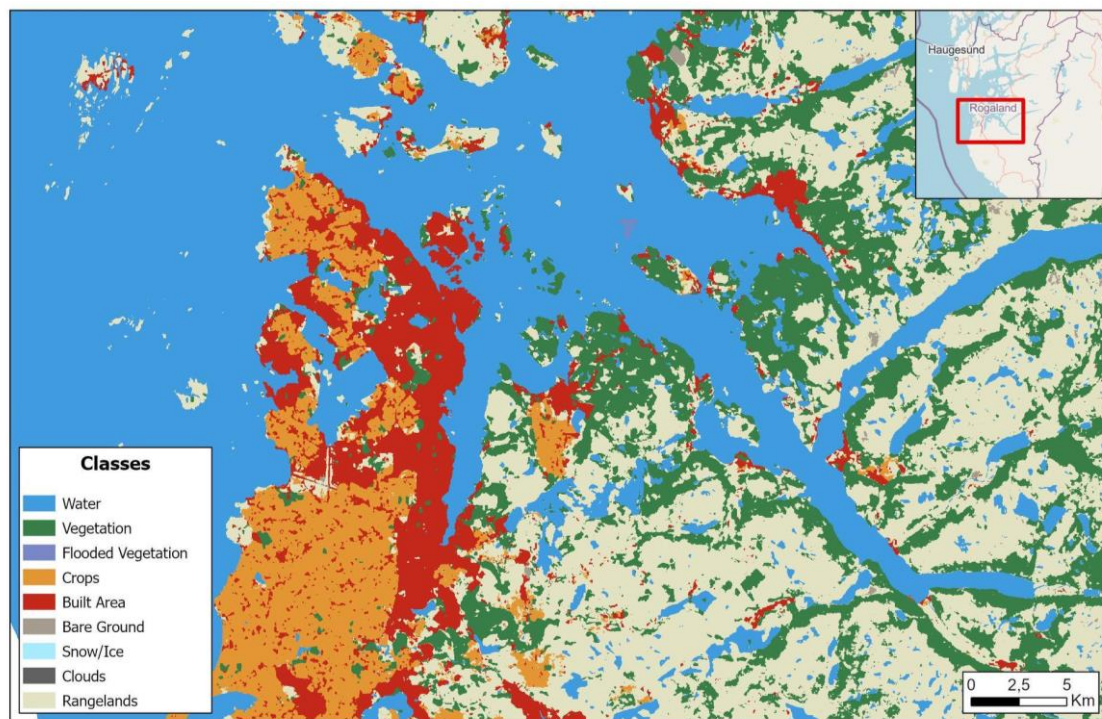 Haugesund
Rogaland
Classes
Water
Vegetation
Flooded Vegetation
Crops
Built Area
Bare Ground
Snow/Ice
Clouds
Rangelands
0 2,5 5
Km